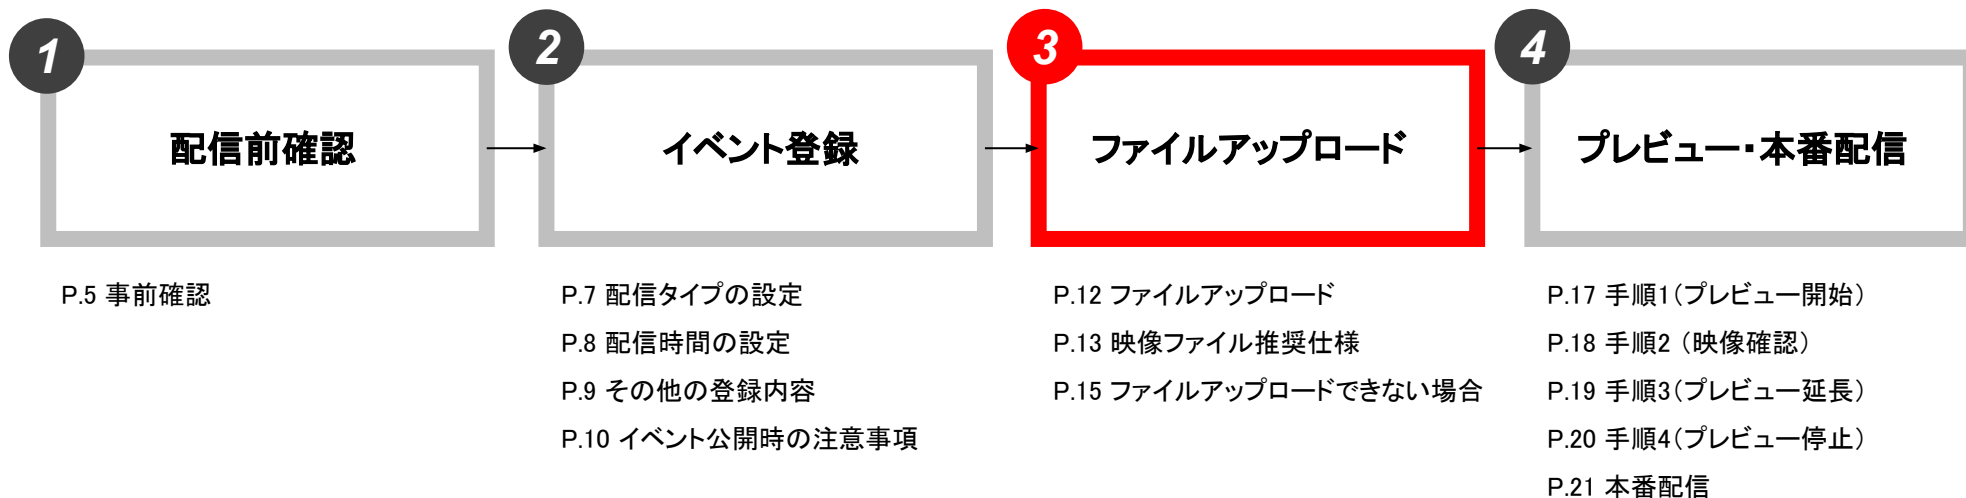 1
配信前確認
P.5 事前確認
2
イベント登録
P.7 配信タイプの設定
P.8 配信時間の設定
P.9 その他の登録内容
P.10 イベント公開時の注意事項
3
ファイルアップロード
P.12 ファイルアップロード
P.13 映像ファイル推奨仕様
P.15 ファイルアップロードできない場合
4
プレビュー・本番配信
P.17 手順1(プレビュー開始)
P.18 手順2 (映像確認)
P.19 手順3(プレビュー延長)
P.20 手順4(プレビュー停止)
P.21 本番配信